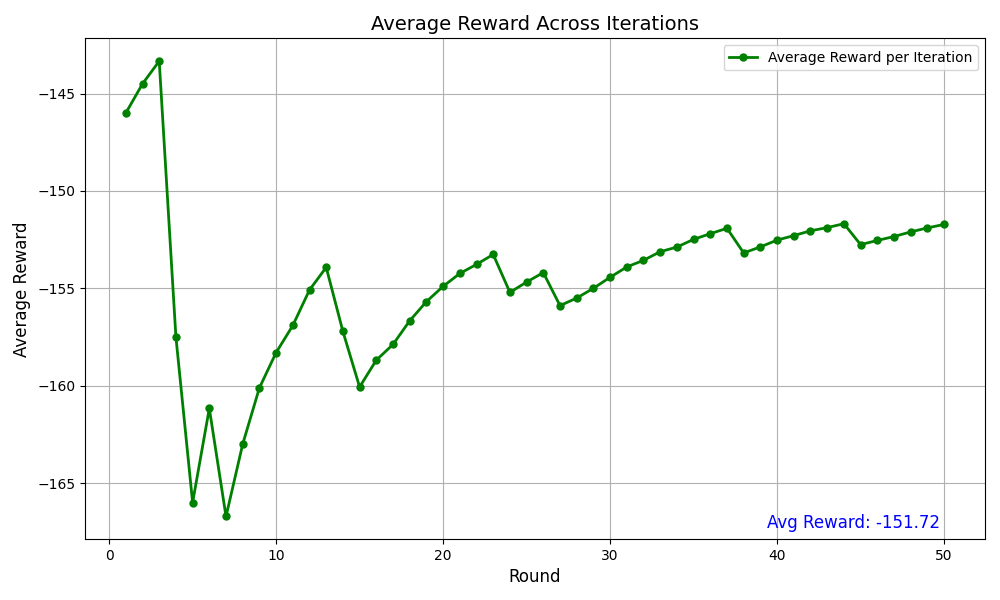 Average Reward Across Iterations
Average Reward per Iteration
−145
−150
−155
−160
−165
Average Reward
Avg Reward: -151.72
0
10
20
30
40
50
Round